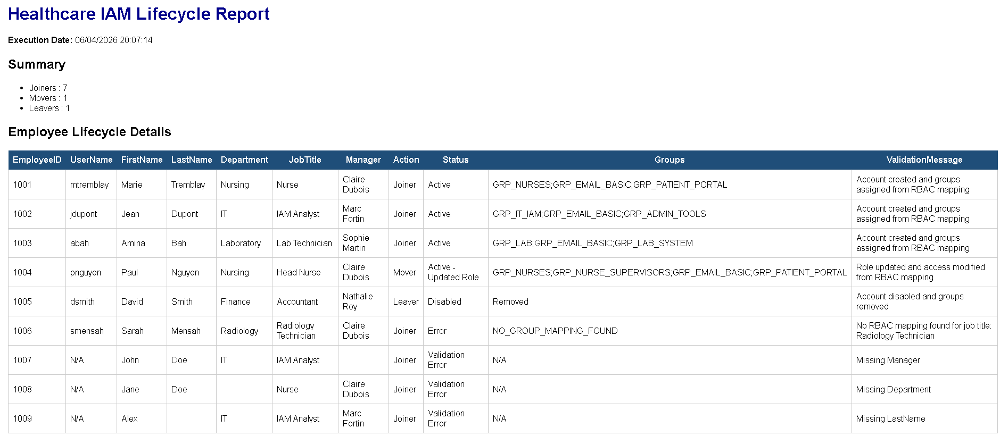 Healthcare IAM Lifecycle Report
Execution Date: 06/04/2026 20:07:14
Summary
• Joiners : 7
• Movers : 1
• Leavers : 1
Employee Lifecycle Details
EmployeeID UserName FirstName LastName Department JobTitle Manager Action Status Groups ValidationMessage
1001 mtremblay Marie Tremblay Nursing Nurse Claire Dubois Joiner Active GRP_NURSES;GRP_EMAIL_BASIC;GRP_PATIENT_PORTAL Account created and groups assigned from RBAC mapping
1002 jdupont Jean Dupont IT IAM Analyst Marc Fortin Joiner Active GRP_IT_IAM;GRP_EMAIL_BASIC;GRP_ADMIN_TOOLS Account created and groups assigned from RBAC mapping
1003 abah Amina Bah Laboratory Lab Technician Sophie Martin Joiner Active GRP_LAB;GRP_EMAIL_BASIC;GRP_LAB_SYSTEM Account created and groups assigned from RBAC mapping
1004 pnguyen Paul Nguyen Nursing Head Nurse Claire Dubois Mover Active - Updated Role GRP_NURSES;GRP_NURSE_SUPERVISORS;GRP_EMAIL_BASIC;GRP_PATIENT_PORTAL Role updated and access modified from RBAC mapping
1005 dsmith David Smith Finance Accountant Nathalie Roy Leaver Disabled Removed Account disabled and groups removed
1006 smensah Sarah Mensah Radiology Radiology Technician Claire Dubois Joiner Error NO_GROUP_MAPPING_FOUND No RBAC mapping found for job title: Radiology Technician
1007 N/A John Doe IT IAM Analyst Joiner Validation Error N/A Missing Manager
1008 N/A Jane Doe Nurse Claire Dubois Joiner Validation Error N/A Missing Department
1009 N/A Alex IT IAM Analyst Marc Fortin Joiner Validation Error N/A Missing LastName